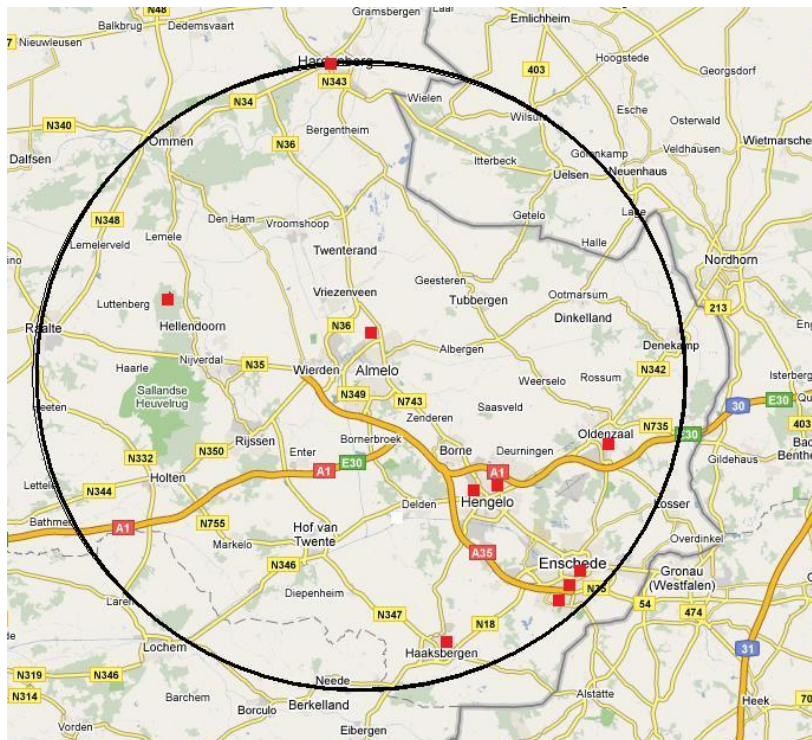 N48
Dedemsvaart
Gramsbergen
Laar
Emlichheim
Balkbrug
Nieuwleusen
Hoogstede
Georgsdorf
403
N343
N34
Wielen
Wilsum
Esche
Osterwald
N340
Ommen
Bergentheim
N36
Veldhausen
Wietmarschen
Dalfsen
Itterbeck
Uelsen
Neuenhaus
N348
Den Ham
Vroomshoop
Getelo
Lage
Lemelerveld
Lemele
Twenterand
Halle
Nordhorn
Geesteren
Luttenberg
Vriezenveen
Tubbergen
Ootmarsum
Dinkelland
213
Raalte
Hellendoorn
N36
Denekamp
Nijverdal
N35
Albergen
N342
Haarle
Wierden
Almelo
Isterberg
Weerselo
Rossum
Sallandse
Heuvelrug
N349
N743
Saasveld
30
E30
Heeten
Zenderen
N735
E30
403
Rijssen
Bornerbroek
Borne
Oldenzaal
N332
N350
Enter
Deurningen
Gildehaus
E30
A1
A1
Holten
N344
Hengelo
Delden
Losser
Bathmen
A1
N755
Hof van
Twente
Overdinkel
Markelo
A35
Enschede
N346
Gronau
(Westfalen)
Diepenheim
N35
Laren
54
474
N347
N18
Lochem
Haaksbergen
31
N319
N346
Neede
N314
Barchem
Berkelland
Alstätte
Heek
70
Borculo
Vorden
Eibergen